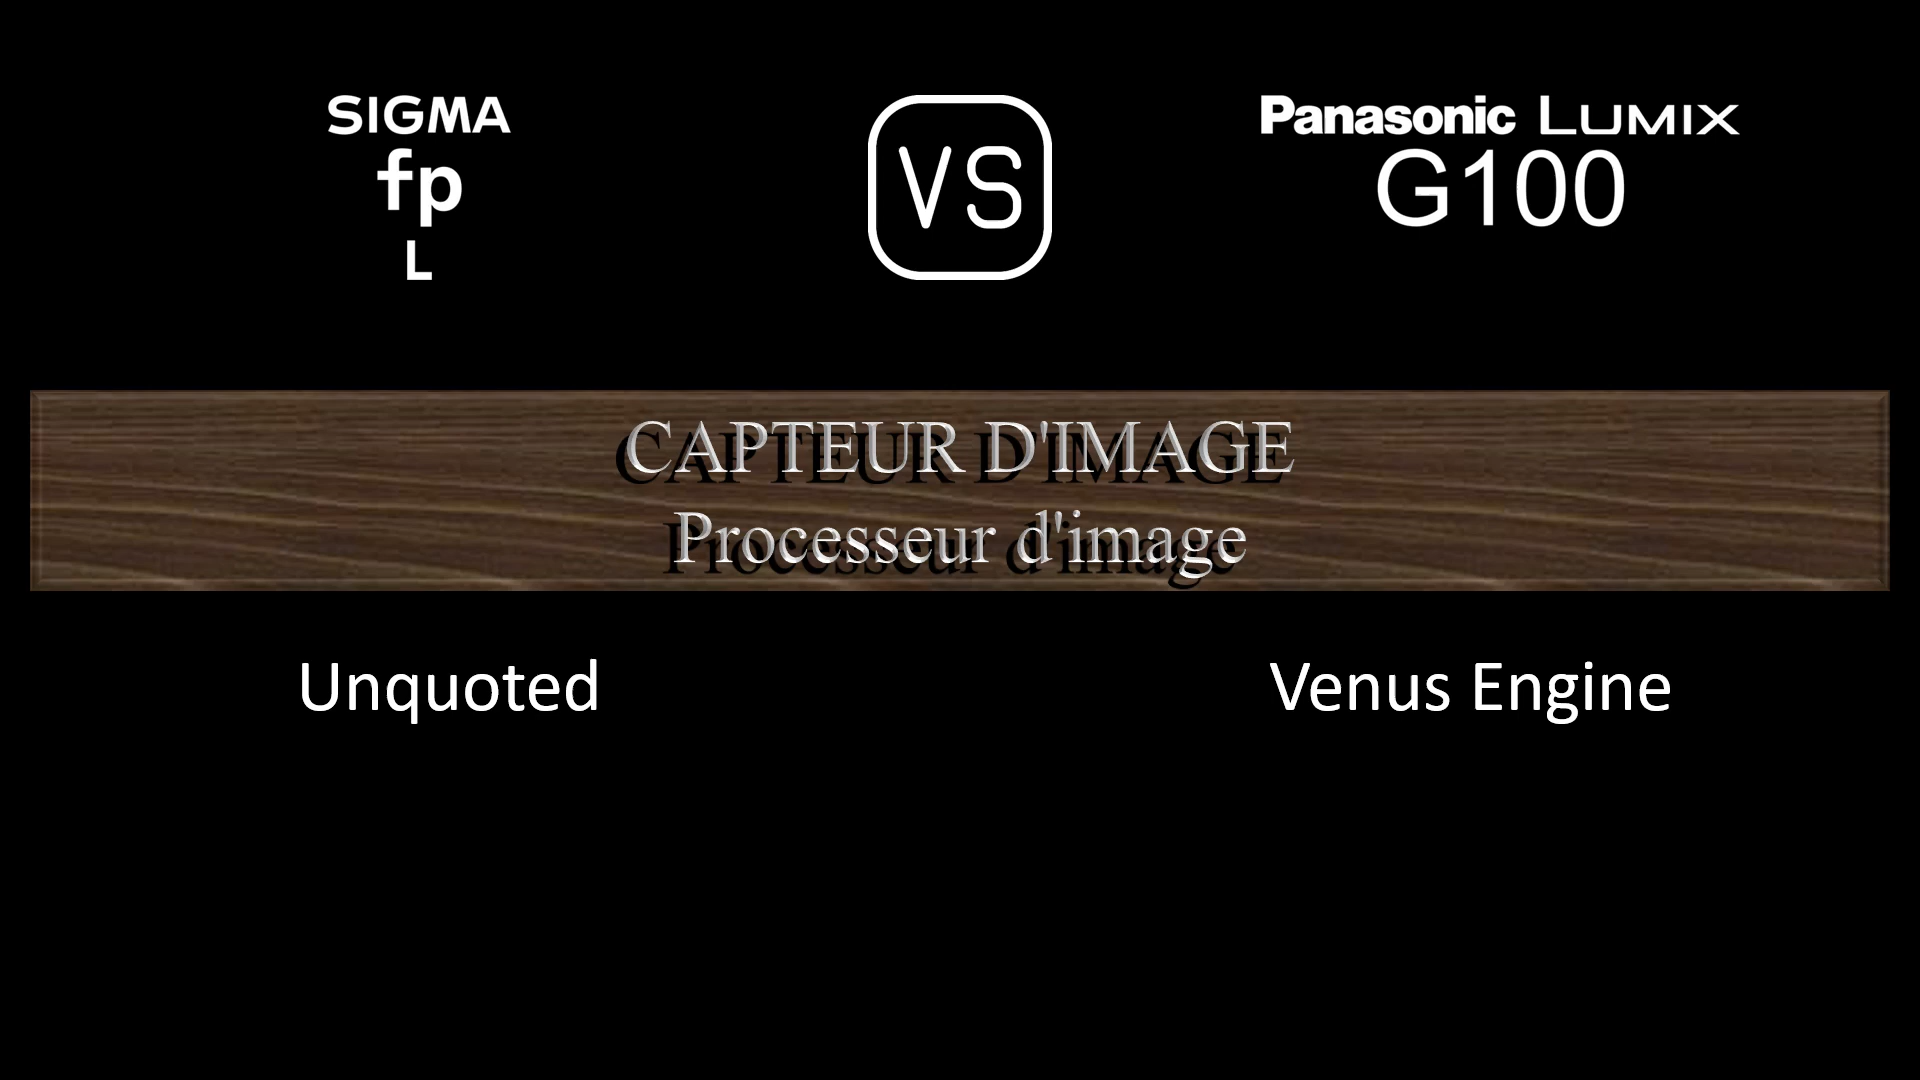 SIGMA
fp
L
VS
Panasonic LUMIX
G100
CAPTEUR D'IMAGE
Processeur d'image
Unquoted
Venus Engine